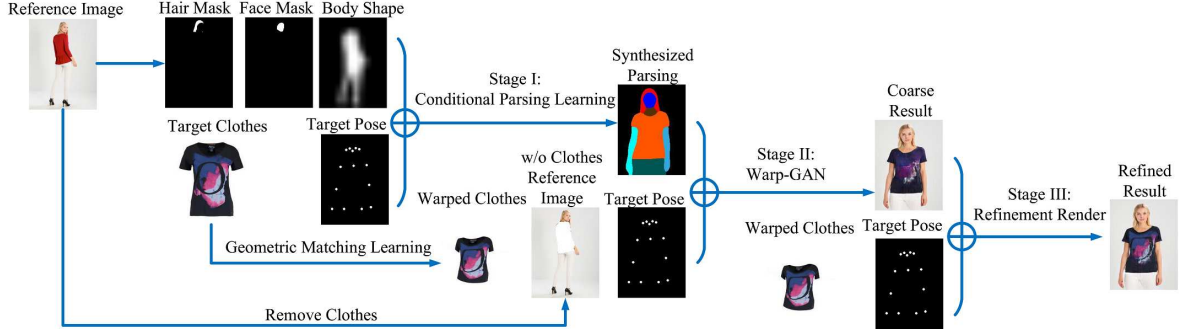 Reference Image
Hair Mask
Face Mask
Body Shape
Target Clothes
Target Pose
Stage I:
Conditional Parsing Learning
Synthesized
Parsing
Geometric Matching Learning
Warped Clothes
w/o Clothes
Reference
Image
Target Pose
Remove Clothes
Stage II:
Warp-GAN
Coarse
Result
Warped Clothes
Target Pose
Stage III:
Refinement Render
Refined
Result